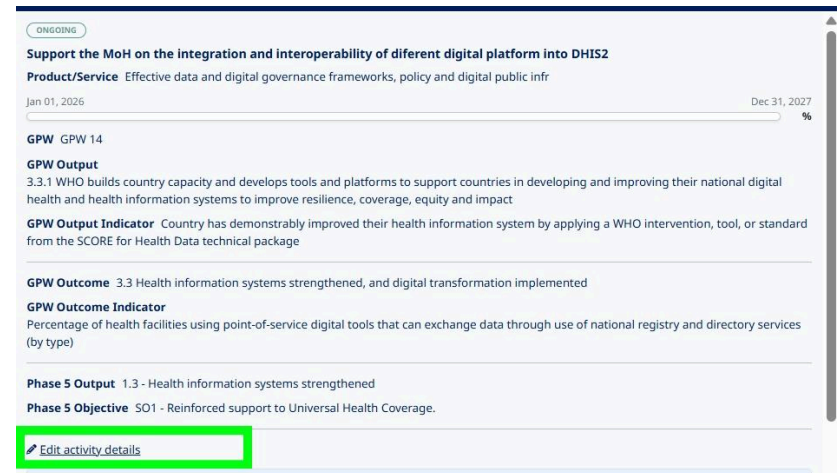 ONGOING
Support the MoH on the integration and interoperability of diferent digital platform into DHIS2
Product/Service Effective data and digital governance frameworks, policy and digital public infr
Jan 01, 2026 Dec 31, 2027
%
GPW GPW 14
GPW Output
3.3.1 WHO builds country capacity and develops tools and platforms to support countries in developing and improving their national digital
health and health information systems to improve resilience, coverage, equity and impact
GPW Output Indicator Country has demonstrably improved their health information system by applying a WHO intervention, tool, or standard
from the SCORE for Health Data technical package
GPW Outcome 3.3 Health information systems strengthened, and digital transformation implemented
GPW Outcome Indicator
Percentage of health facilities using point-of-service digital tools that can exchange data through use of national registry and directory services
(by type)
Phase 5 Output 1.3 - Health information systems strengthened
Phase 5 Objective SO1 - Reinforced support to Universal Health Coverage.
Edit activity details